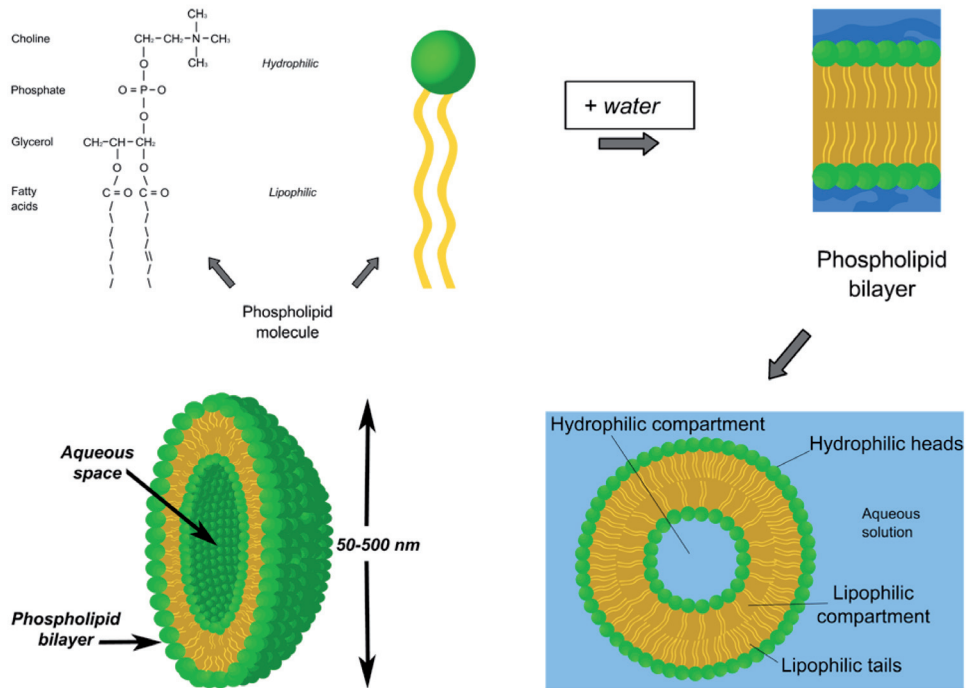 CH₃
Choline
CH₂—CH₂—N—CH₃
O
CH₃
Hydrophilic
Phosphate
O=P—O
O
Glycerol
CH₂—CH—CH₂
O
O
Fatty
acids
C=O
C=O
Lipophilic
Phospholipid
molecule
+ water
Phospholipid
bilayer
Aqueous
space
50-500 nm
Phospholipid
bilayer
Hydrophilic compartment
Hydrophilic heads
Aqueous
solution
Lipophilic
compartment
Lipophilic tails